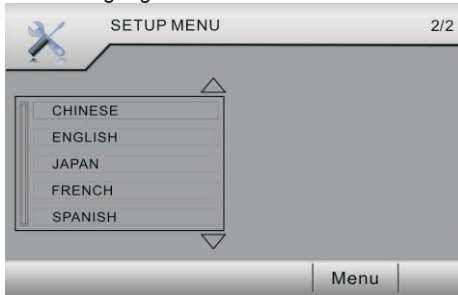 SETUP MENU 2/2
CHINESE
ENGLISH
JAPAN
FRENCH
SPANISH
Menu